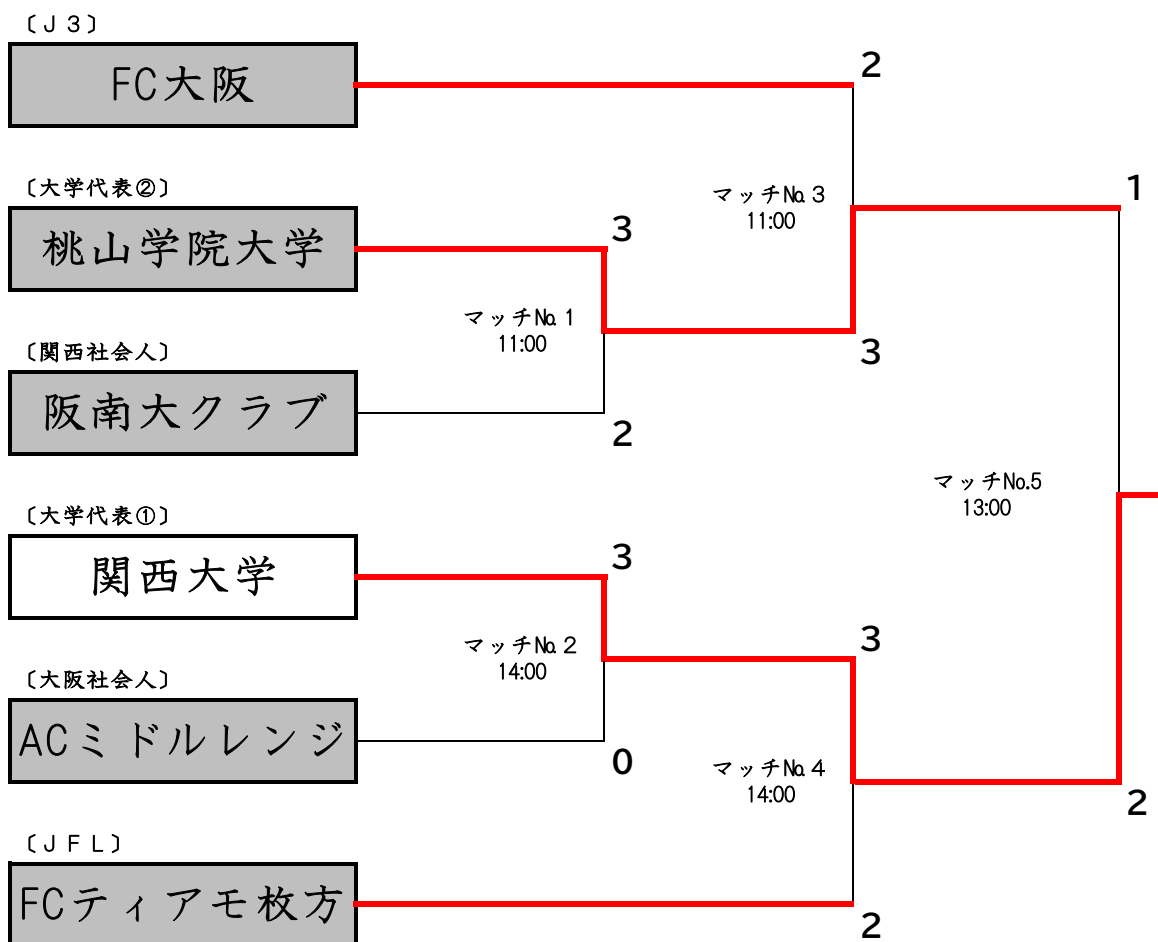 〔Ｊ３〕
FC大阪
2
〔大学代表②〕
桃山学院大学
3
マッチ№３
11:00
1
マッチ№１
11:00
3
〔関西社会人〕
阪南大クラブ
2
マッチNo.5
13:00
〔大学代表①〕
関西大学
3
マッチ№２
14:00
3
〔大阪社会人〕
ACミドルレンジ
0
マッチ№４
14:00
2
〔ＪＦＬ〕
FCティアモ枚方
2